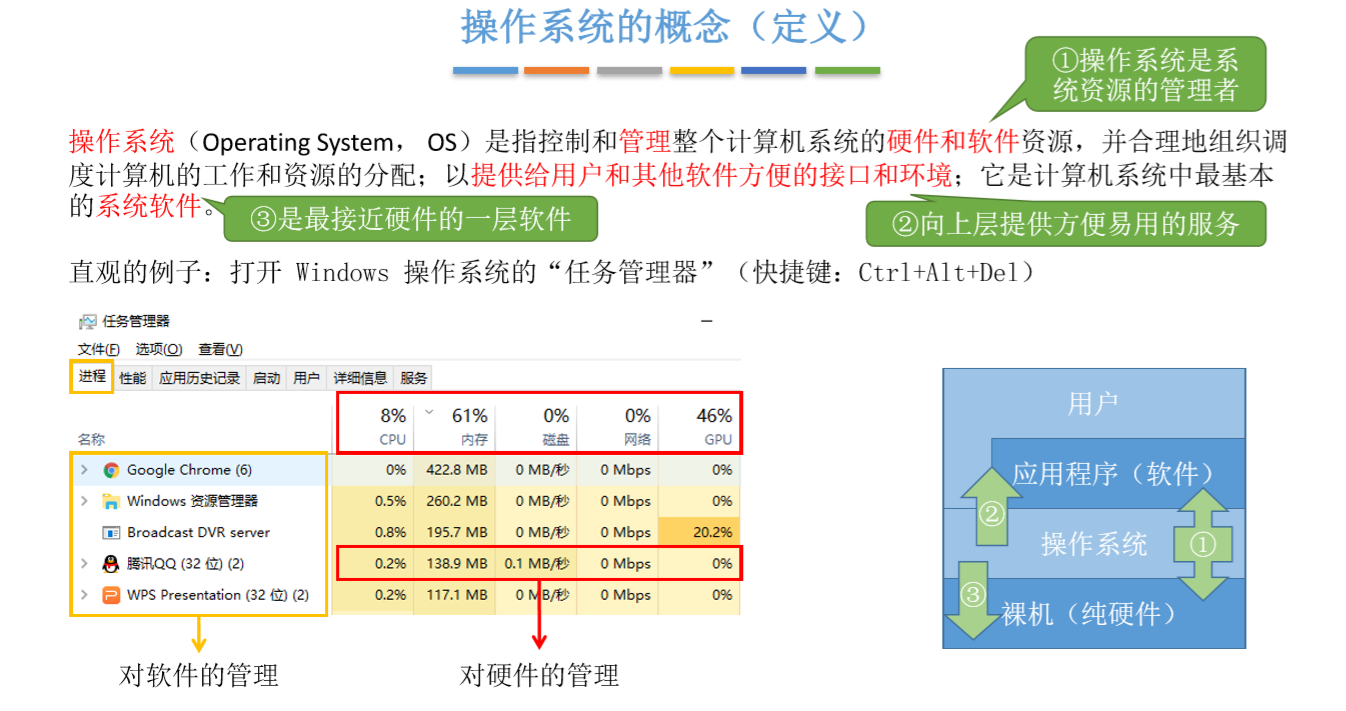 操作系统的概念（定义）
①操作系统是系
统资源的管理者
操作系统（Operating System， OS）是指控制和管理整个计算机系统的硬件和软件资源，并合理地组织调
度计算机的工作和资源的分配；以提供给用户和其他软件方便的接口和环境；它是计算机系统中最基本
的系统软件。
③是最接近硬件的一层软件
②向上层提供方便易用的服务
直观的例子：打开 Windows 操作系统的“任务管理器”（快捷键：Ctrl+Alt+Del）
任务管理器
文件(F) 选项(O) 查看(V)
进程 性能 应用历史记录 启动 用户 详细信息 服务
8% 61% 0% 0% 46%
名称 CPU 内存 磁盘 网络 GPU
Google Chrome (6) 0% 422.8 MB 0 MB/秒 0 Mbps 0%
Windows 资源管理器 0.5% 260.2 MB 0 MB/秒 0 Mbps 0%
Broadcast DVR server 0.8% 195.7 MB 0 MB/秒 0 Mbps 20.2%
腾讯QQ (32 位) (2) 0.2% 138.9 MB 0.1 MB/秒 0 Mbps 0%
WPS Presentation (32 位) (2) 0.2% 117.1 MB 0 MB/秒 0 Mbps 0%
对软件的管理
对硬件的管理
用户
应用程序（软件）
②
操作系统
①
③
裸机（纯硬件）